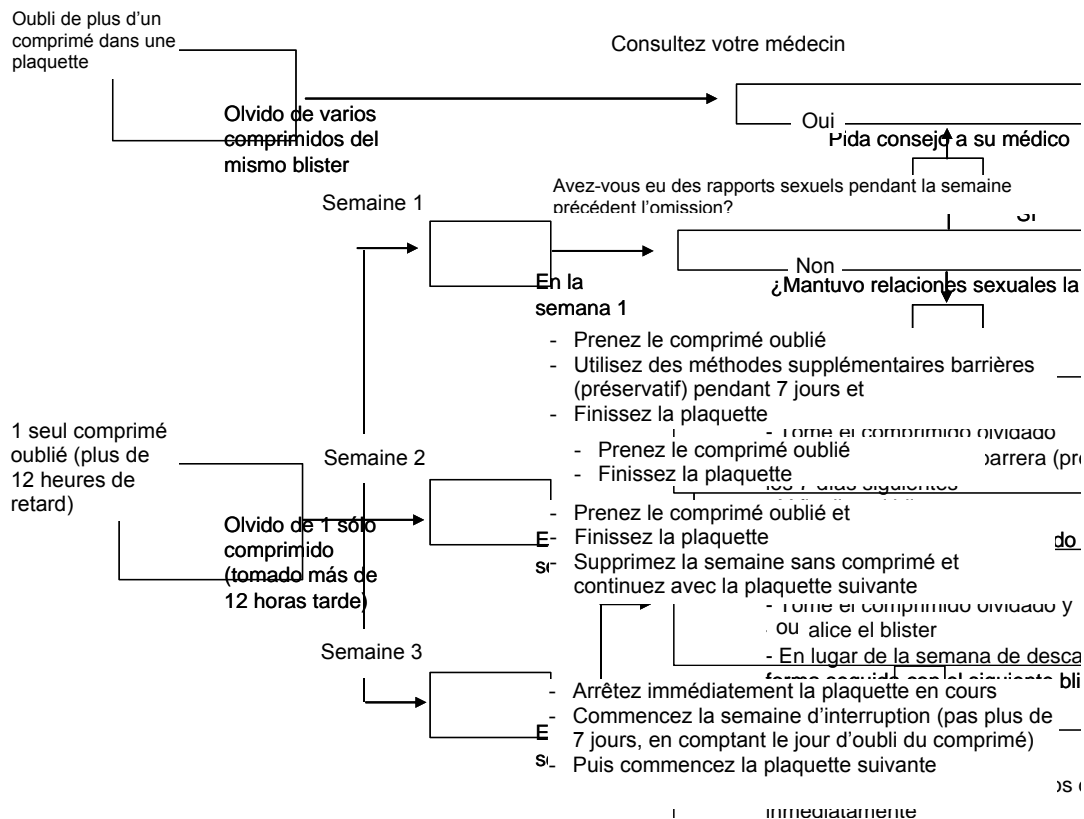 Oubli de plus d'un
comprimé dans une
plaquette
Consultez votre médecin
Olvido de varios
comprimidos del
mismo blister
Oui
Pida consejo a su médico
Semaine 1
Avez-vous eu des rapports sexuels pendant la semaine
précédent l'omission?
Non
En la
semana 1
¿Mantuvo relaciones sexuales la
- Prenez le comprimé oublié
- Utilisez des méthodes supplémentaires barrières
(préservatif) pendant 7 jours et
- Finissez la plaquette
1 seul comprimé
oublié (plus de
12 heures de
retard)
- Tome el comprimido olvidado
Semaine 2
- Prenez le comprimé oublié
- Finissez la plaquette
barrera
los 7 días siguientes
Olvido de 1 sólo
comprimido
(tomado más de
12 horas tarde)
- Prenez le comprimé oublié et
- Finissez la plaquette
- Supprimez la semaine sans comprimé et
continuez avec la plaquette suivante
- Tome el comprimido olvidado y
ou alice el blister
- En lugar de la semana de desca
Semaine 3
- Arrêtez immédiatement la plaquette en cours
- Commencez la semaine d'interruption (pas plus de
7 jours, en comptant le jour d'oubli du comprimé)
- Puis commencez la plaquette suivante
inmediatamente